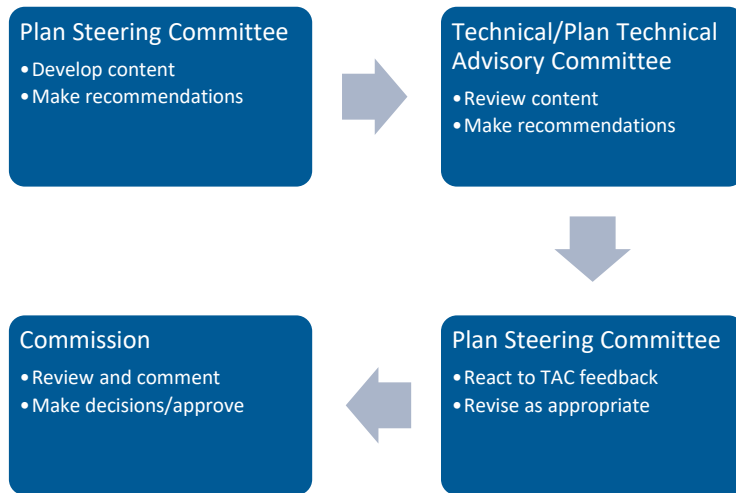 Plan Steering Committee
•Develop content
•Make recommendations
Technical/Plan Technical
Advisory Committee
•Review content
•Make recommendations
Plan Steering Committee
•React to TAC feedback
•Revise as appropriate
Commission
•Review and comment
•Make decisions/approve